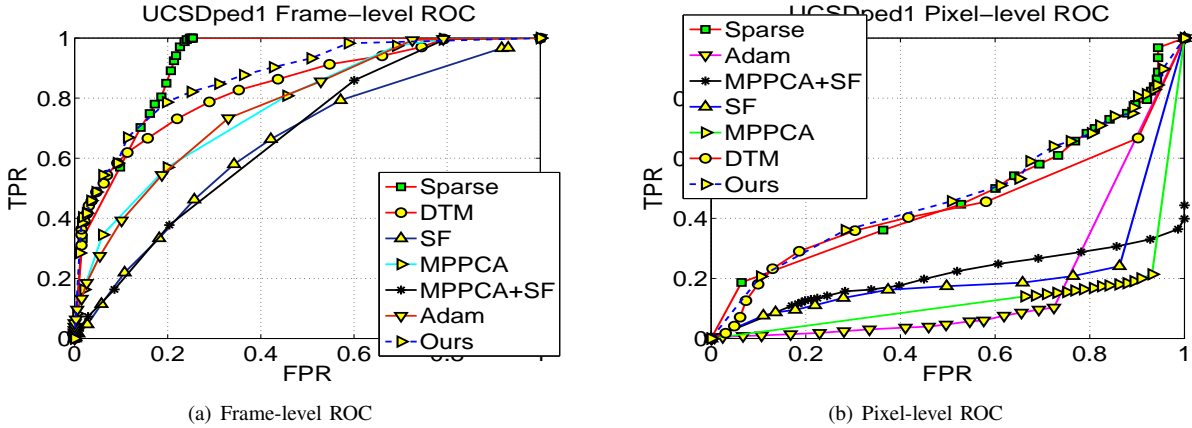 UCSDped1 Frame−level ROC
1
0.8
0.6
0.4
0.2
0
TPR
0
0.2
0.4
0.6
FPR
Sparse
DTM
SF
MPPCA
MPPCA+SF
Adam
Ours
(a) Frame-level ROC
UCSDped1 Pixel−level ROC
Sparse
Adam
MPPCA+SF
SF
MPPCA
DTM
Ours
0.4
0.2
0
TPR
0
0.2
0.4
0.6
0.8
1
FPR
(b) Pixel-level ROC